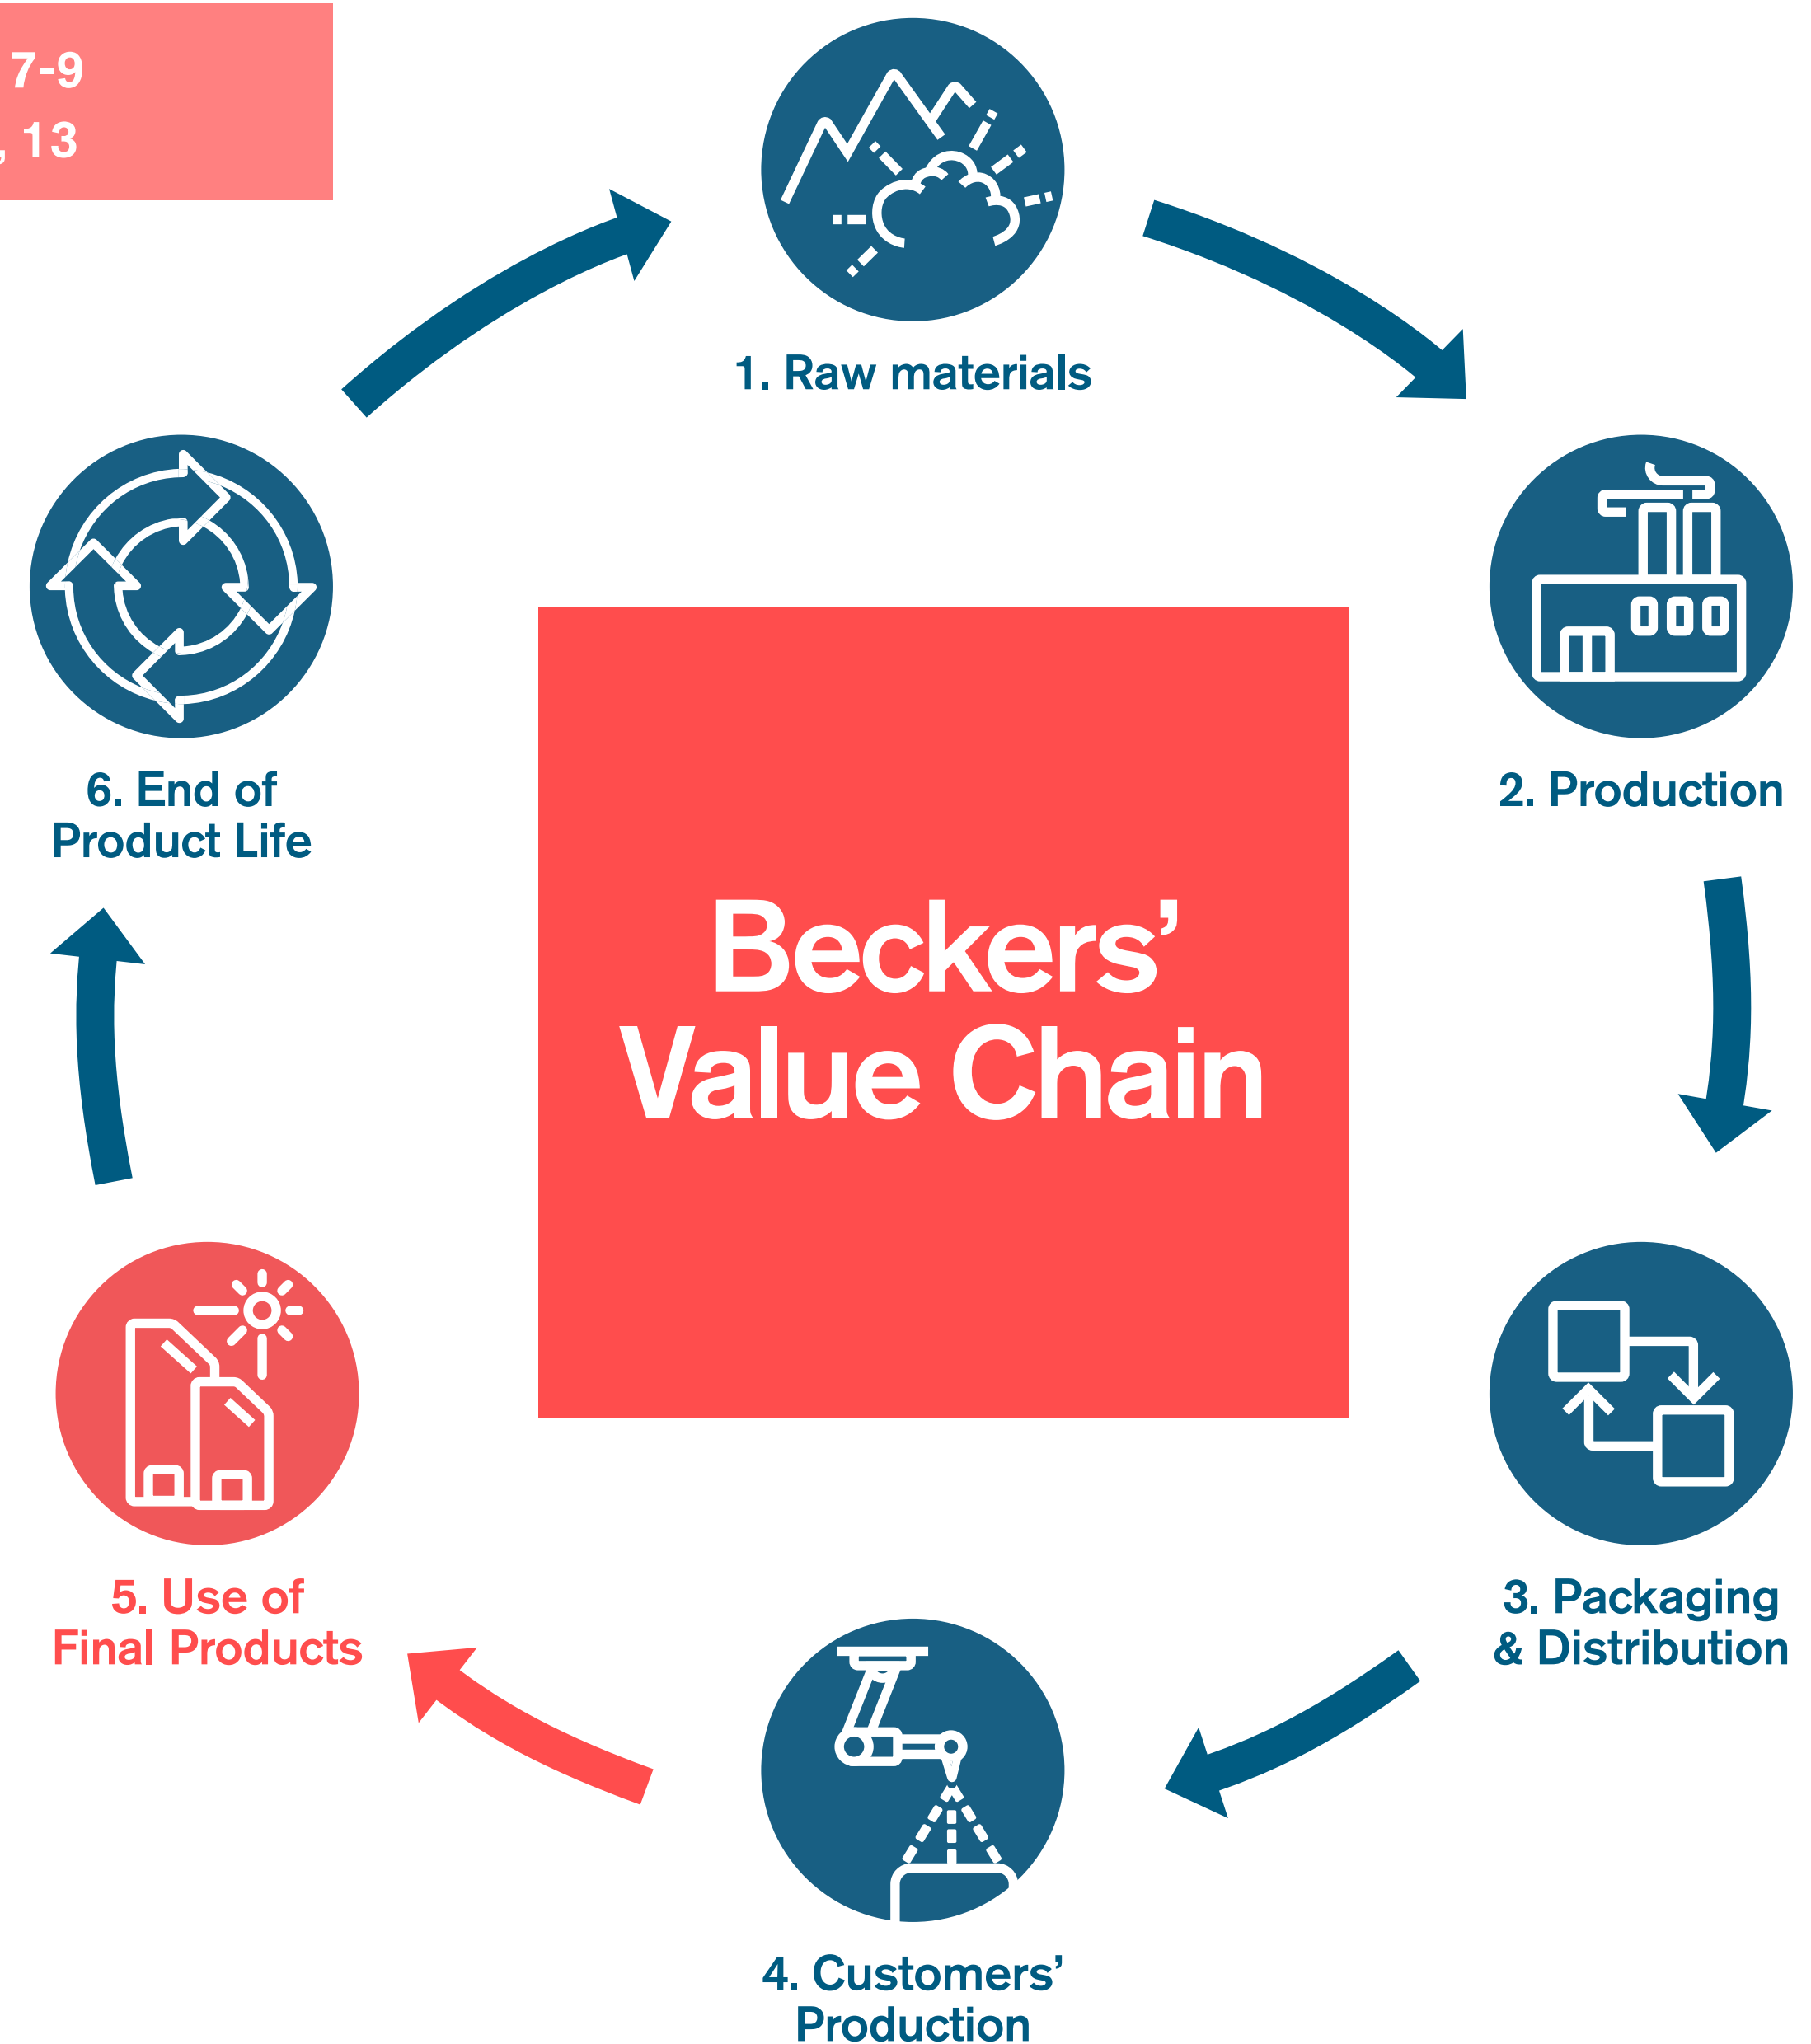 7-9
, 13
1. Raw materials
2. Production
6. End of
Product Life
Beckers’
Value Chain
3. Packaging
& Distribution
5. Use of
Final Products
4. Customers’
Production